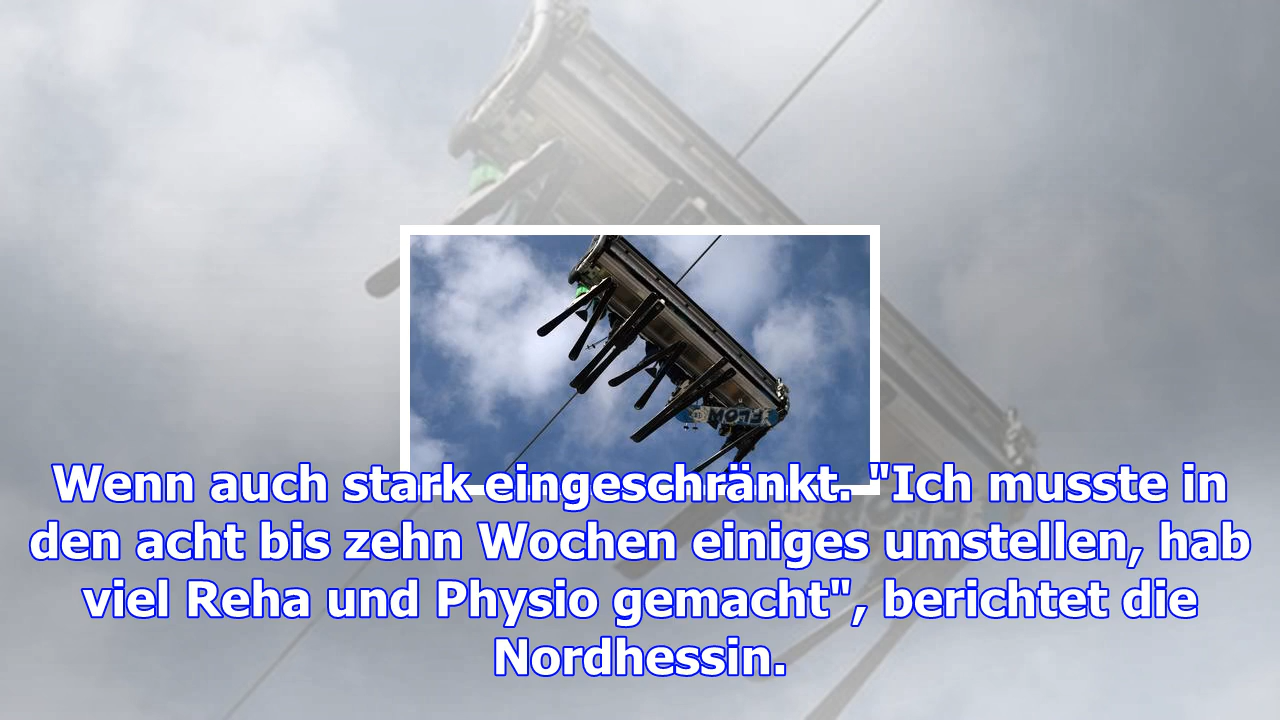 FLOW
Wenn auch stark eingeschränkt. "Ich musste in
den acht bis zehn Wochen einiges umstellen, hab
viel Reha und Physio gemacht", berichtet die
Nordhessin.